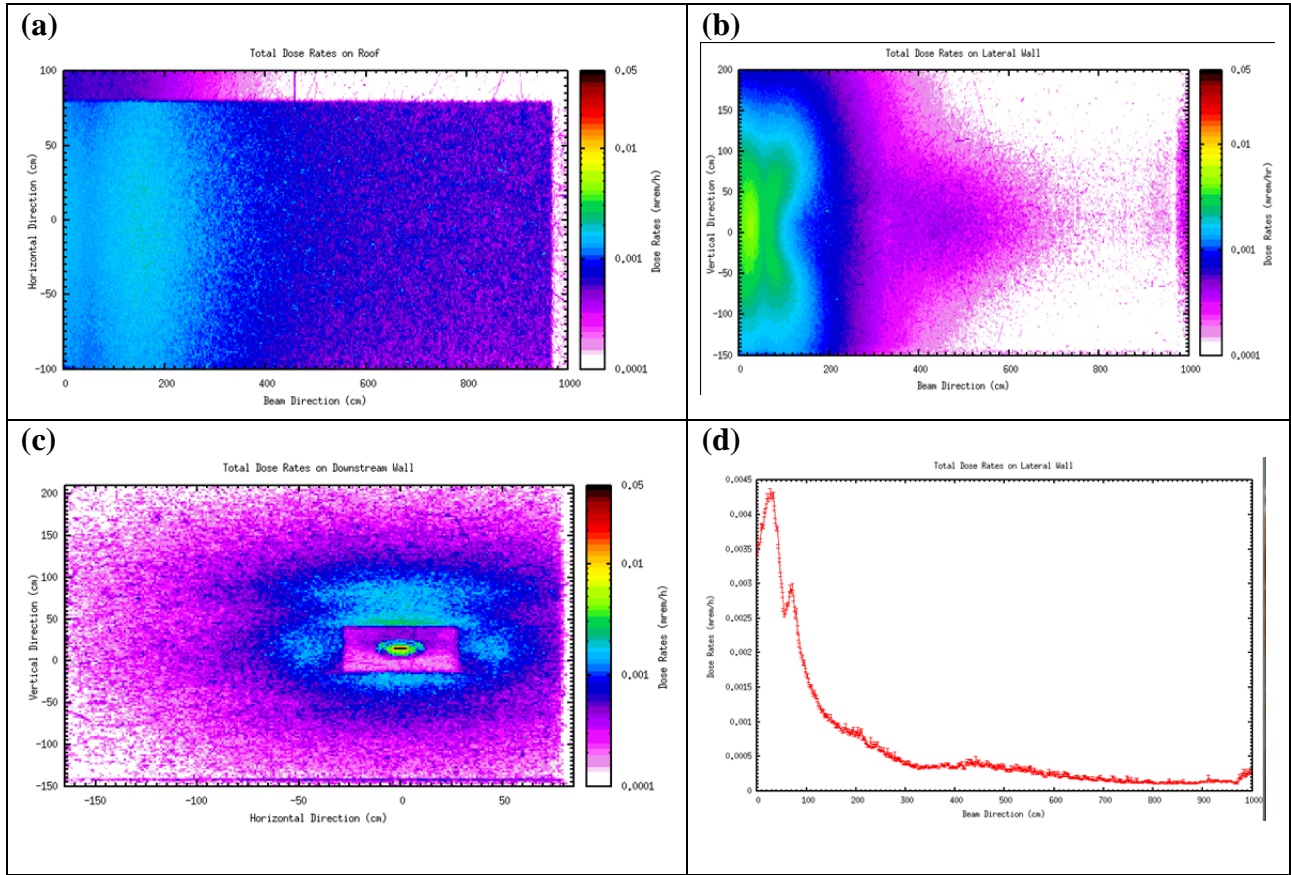 (a)
Total Dose Rates on Roof
100
50
0
-50
-100
0 200 400 600 800 1000
Horizontal Direction (cm)
Beam Direction (cm)
0.05
0.01
0.001
0.0001
Dose Rates (mrem/h)
(b)
Total Dose Rates on Lateral Wall
200
150
100
50
0
-50
-100
-150
0 200 400 600 800 1000
Vertical Direction (cm)
Beam Direction (cm)
0.05
0.01
0.001
0.0001
Dose Rates (mrem/hr)
(c)
Total Dose Rates on Downstream Wall
200
150
100
50
0
-50
-100
-150
-150 -100 -50 0 50
Vertical Direction (cm)
Horizontal Direction (cm)
0.05
0.01
0.001
0.0001
Dose Rates (mrem/h)
(d)
Total Dose Rates on Lateral Wall
0.0045
0.004
0.0035
0.003
0.0025
0.002
0.0015
0.001
0.0005
0
0 100 200 300 400 500 600 700 800 900 1000
Dose Rates (mrem/h)
Beam Direction (cm)